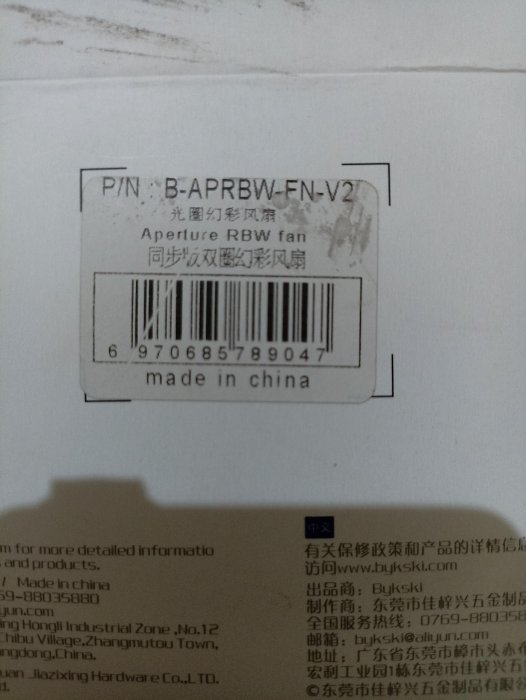 P/N : B-APRBW-FN-V2
光圈幻彩风扇
Aperture RBW fan
同步版双圈幻彩风扇
6 970685789047
made in china
m for more detailed informatio
and products.
/ Made in china
69-88035880
yun.com
ing Hongli Industrial Zone ,No.12
Chibu Village,Zhangmutou Town,
ngdong,China.
uan Jiazixing Hardware Co.,LTD.
d.
中文
有关保修政策和产品的详情信息
访问www.bykski.com
出品商：Bykski
制作商：东莞市佳梓兴五金制品
全国服务热线：0769-880358
邮箱：bykski@aliyun.com
地址：广东省东莞市樟木头赤布
宏利工业园1栋东莞市佳梓兴五
©东莞市佳梓兴五金制品有限公